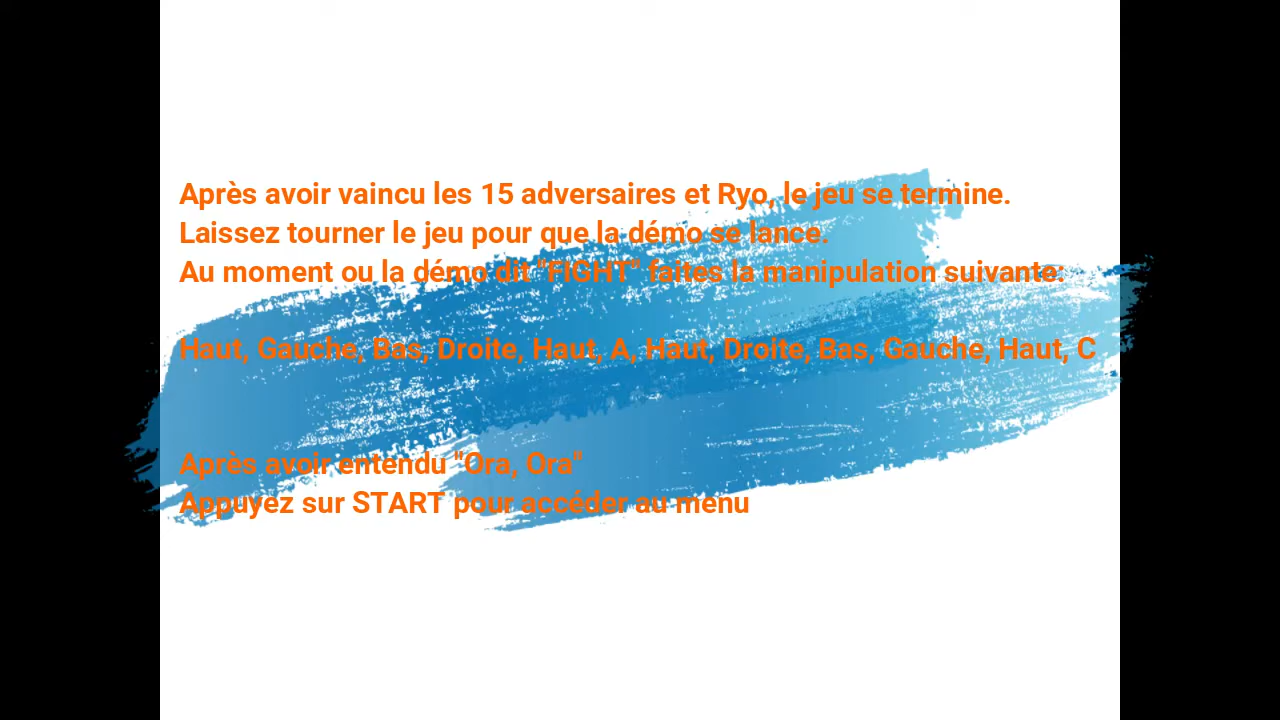 Après avoir vaincu les 15 adversaires et Ryo, le jeu se termine.
Laissez tourner le jeu pour que la démo se lance.
Au moment ou la démo dit "FIGHT" faites la manipulation suivante:
Haut, Gauche, Bas, Droite, Haut, A, Haut, Droite, Bas, Gauche, Haut, C
Après avoir entendu "Ora, Ora"
Appuyez sur START pour accéder au menu